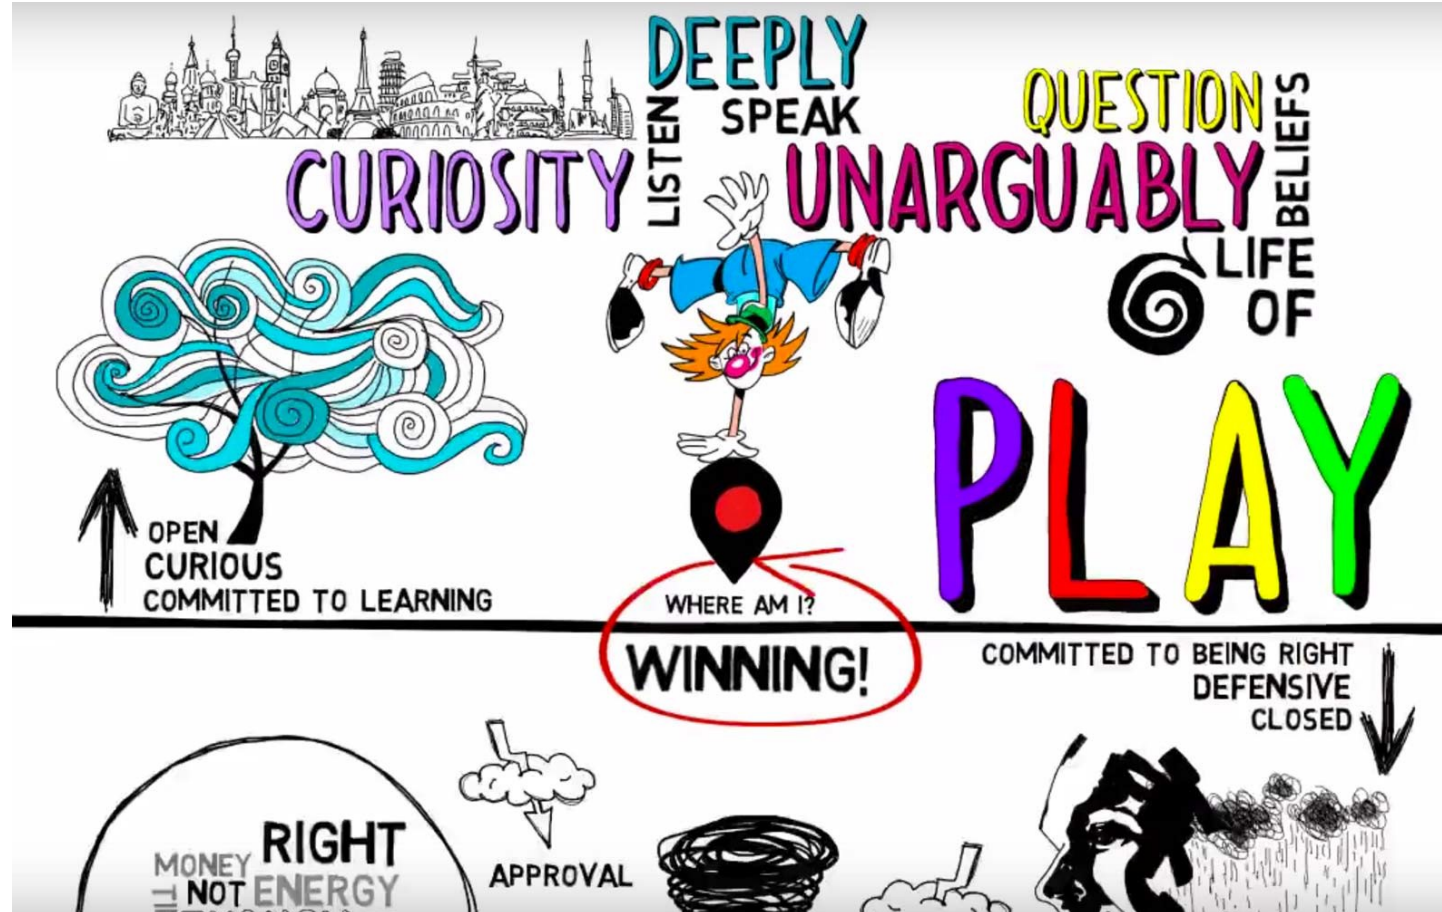 DEEPLY
LISTEN
SPEAK
CURIOSITY
UNARGUABLY
QUESTION
BELIEFS
LIFE
OF
PLAY
OPEN
CURIOUS
COMMITTED TO LEARNING
WHERE AM I?
WINNING!
COMMITTED TO BEING RIGHT
DEFENSIVE
CLOSED
RIGHT
MONEY
NOT ENERGY
APPROVAL